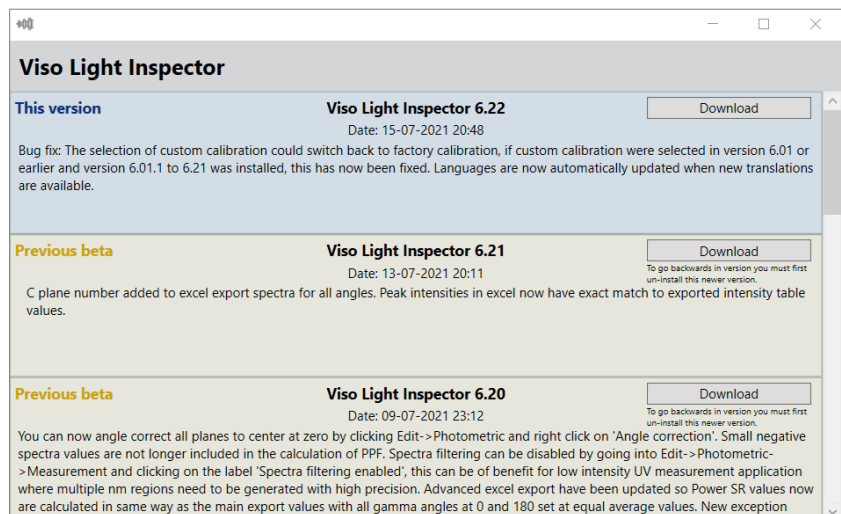 Viso Light Inspector
This version
Viso Light Inspector 6.22
Download
Date: 15-07-2021 20:48
Bug fix: The selection of custom calibration could switch back to factory calibration, if custom calibration were selected in version 6.01 or
earlier and version 6.01.1 to 6.21 was installed, this has now been fixed. Languages are now automatically updated when new translations
are available.
Previous beta
Viso Light Inspector 6.21
Download
Date: 13-07-2021 20:11
To go backwards in version you must first
un-install this newer version.
C plane number added to excel export spectra for all angles. Peak intensities in excel now have exact match to exported intensity table
values.
Previous beta
Viso Light Inspector 6.20
Download
Date: 09-07-2021 23:12
To go backwards in version you must first
un-install this newer version.
You can now angle correct all planes to center at zero by clicking Edit->Photometric and right click on 'Angle correction'. Small negative
spectra values are not longer included in the calculation of PPF. Spectra filtering can be disabled by going into Edit->Photometric-
>Measurement and clicking on the label 'Spectra filtering enabled', this can be of benefit for low intensity UV measurement application
where multiple nm regions need to be generated with high precision. Advanced excel export have been updated so Power SR values now
are calculated in same way as the main export values with all gamma angles at 0 and 180 set at equal average values. New exception